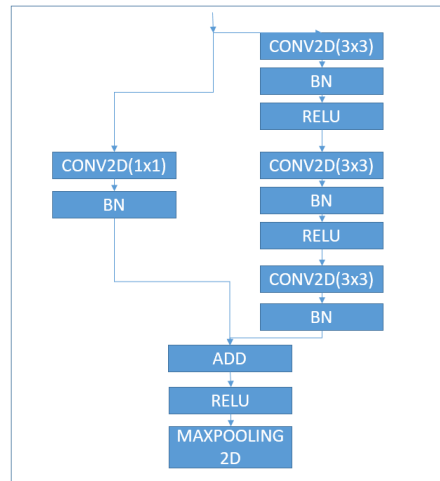 CONV2D(3x3)
BN
RELU
CONV2D(1x1)
BN
CONV2D(3x3)
BN
RELU
CONV2D(3x3)
BN
ADD
RELU
MAXPOOLING
2D